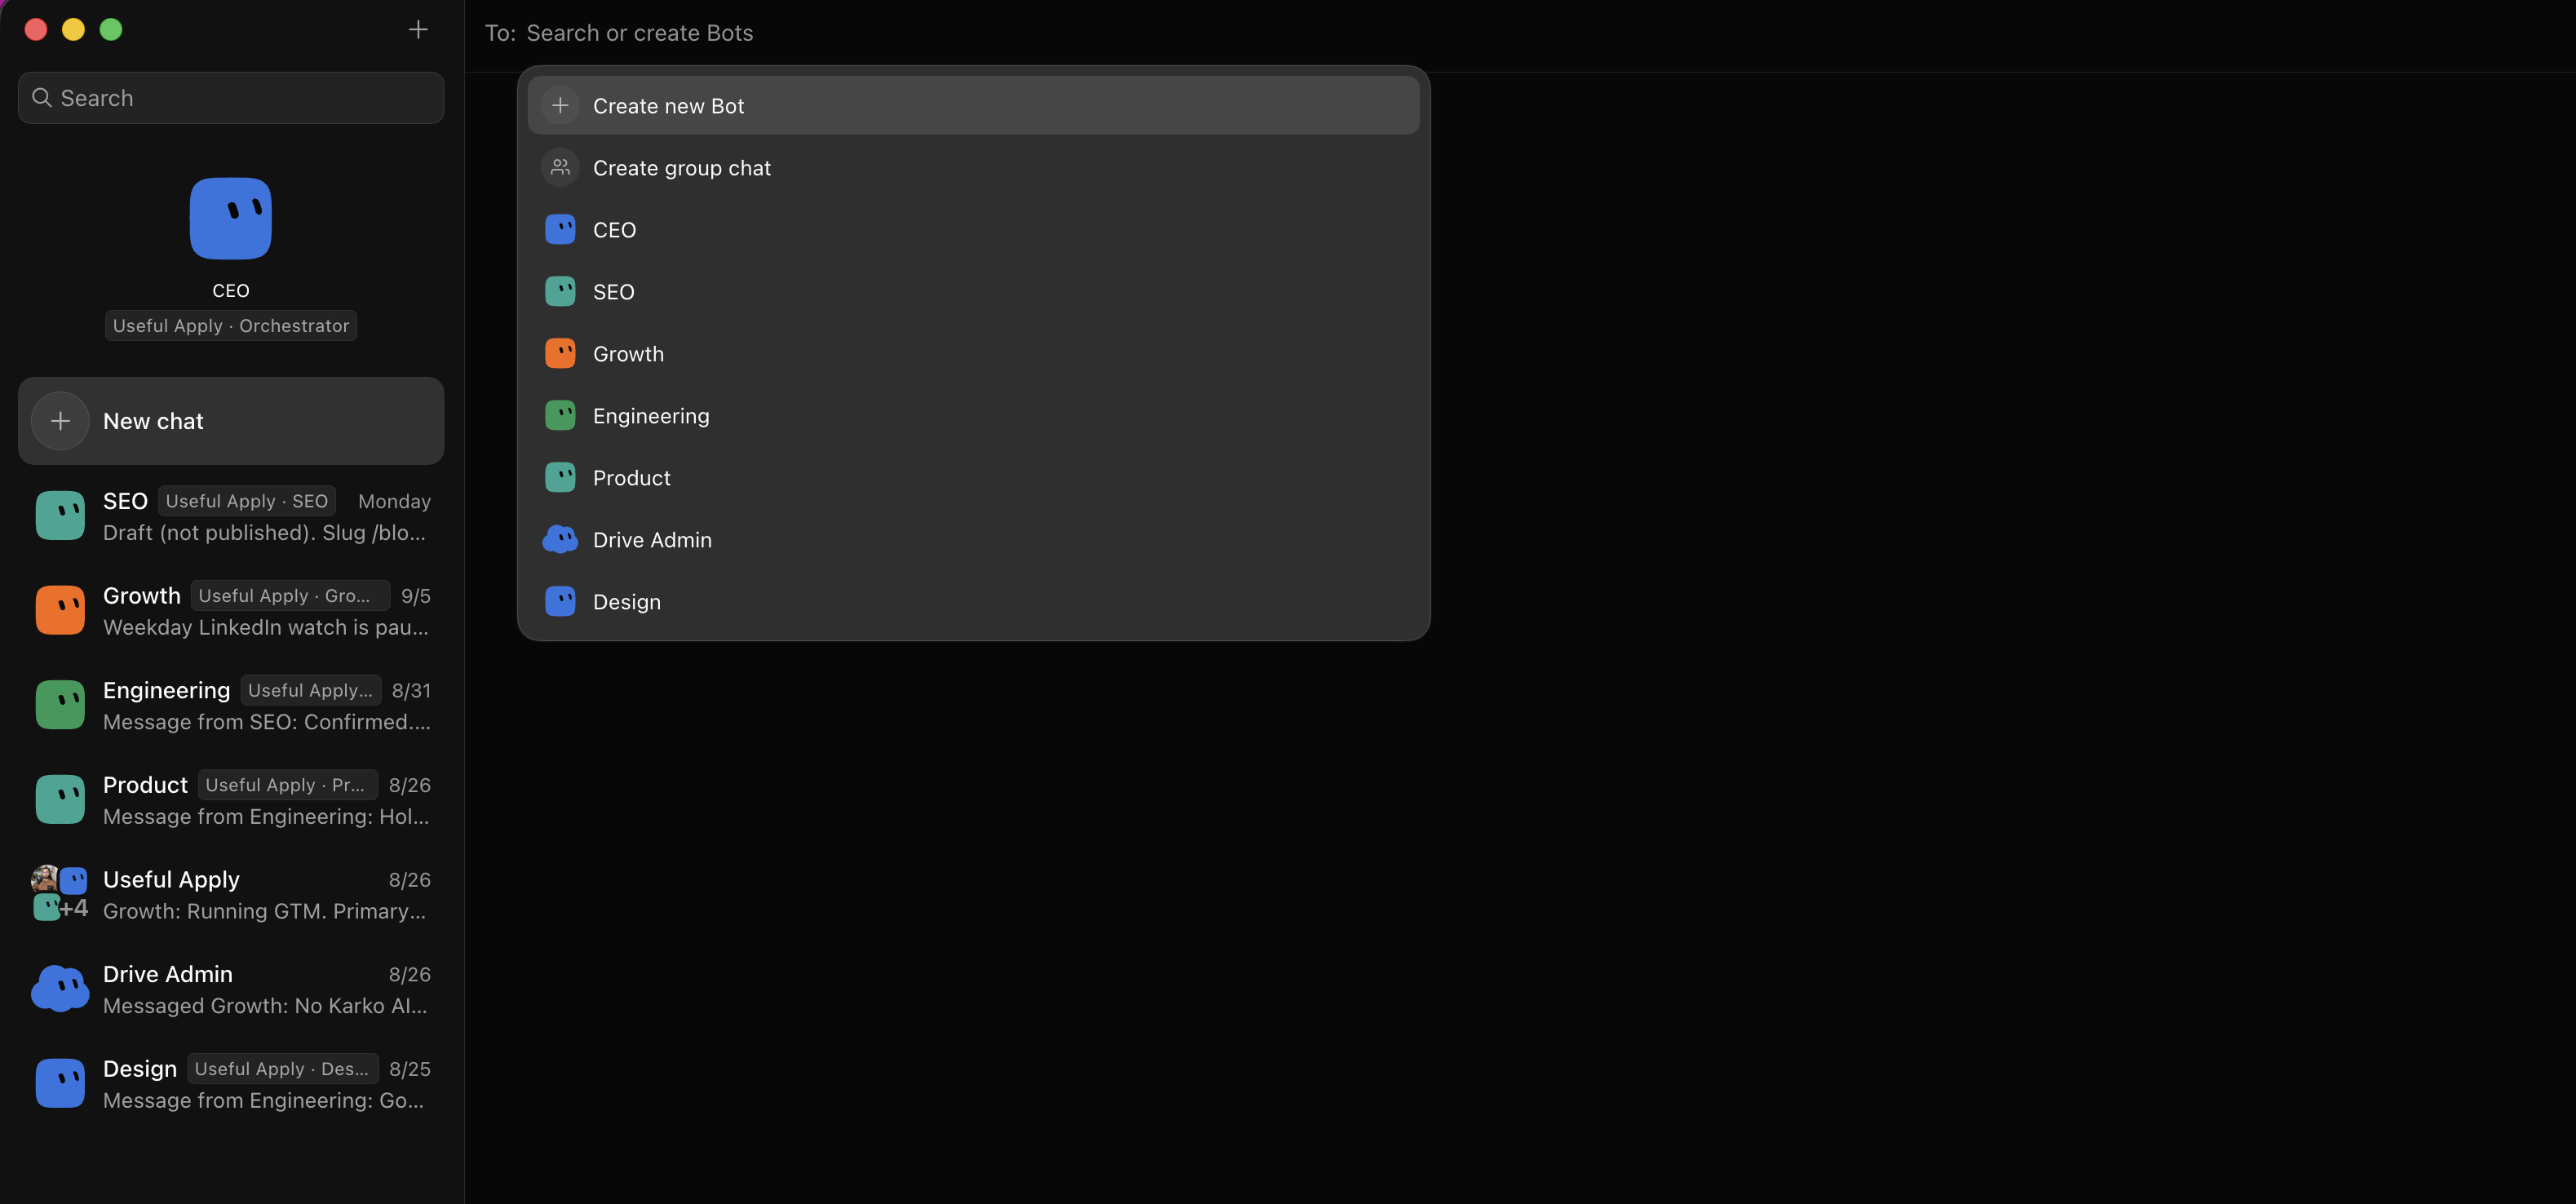 Search
CEO
Useful Apply · Orchestrator
New chat
SEO Useful Apply · SEO Monday
Draft (not published). Slug /blo...
Growth Useful Apply · Gro... 9/5
Weekday LinkedIn watch is pau...
Engineering Useful Apply... 8/31
Message from SEO: Confirmed....
Product Useful Apply · Pr... 8/26
Message from Engineering: Hol...
+4
Useful Apply 8/26
Growth: Running GTM. Primary...
Drive Admin 8/26
Messaged Growth: No Karko AI...
Design Useful Apply · Des... 8/25
Message from Engineering: Go...
To: Search or create Bots
Create new Bot
Create group chat
CEO
SEO
Growth
Engineering
Product
Drive Admin
Design